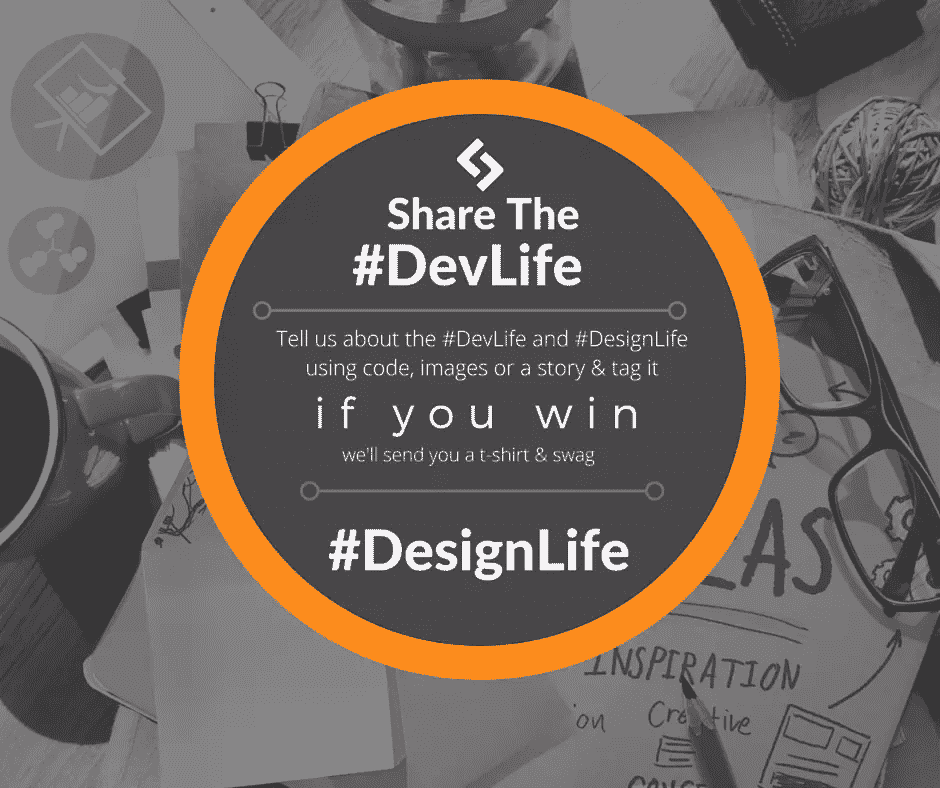 Share The
#DevLife
Tell us about the #DevLife and #DesignLife
using code, images or a story & tag it
if you win
we'll send you a t-shirt & swag
#DesignLife
INSPIRATION
Creative